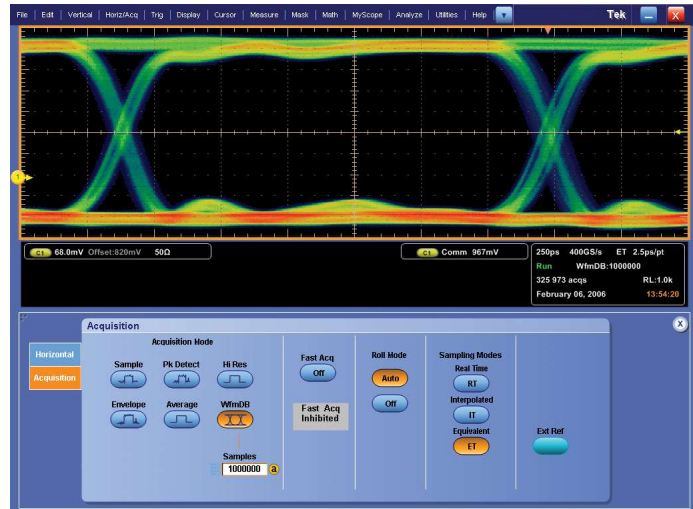 File | Edit | Vertical | Horiz/Acq | Trig | Display | Cursor | Measure | Mask | Math | MyScope | Analyze | Utilities | Help
Tek
X
1
C1 68.0mV Offset:820mV 50Ω
C1 Comm 967mV
250ps 400GS/s ET 2.5ps/pt
Run WfmDB:1000000
325 973 acqs RL:1.0k
February 06, 2006 13:54:20
Acquisition
X
Horizontal
Acquisition
Acquisition Mode
Sample Pk Detect Hi Res
Envelope Average WfmDB
Samples
1000000 a
Fast Acq
Off
Fast Acq
Inhibited
Roll Mode
Auto
Off
Sampling Modes
Real Time
RT
Interpolated
IT
Equivalent
ET
Ext Ref